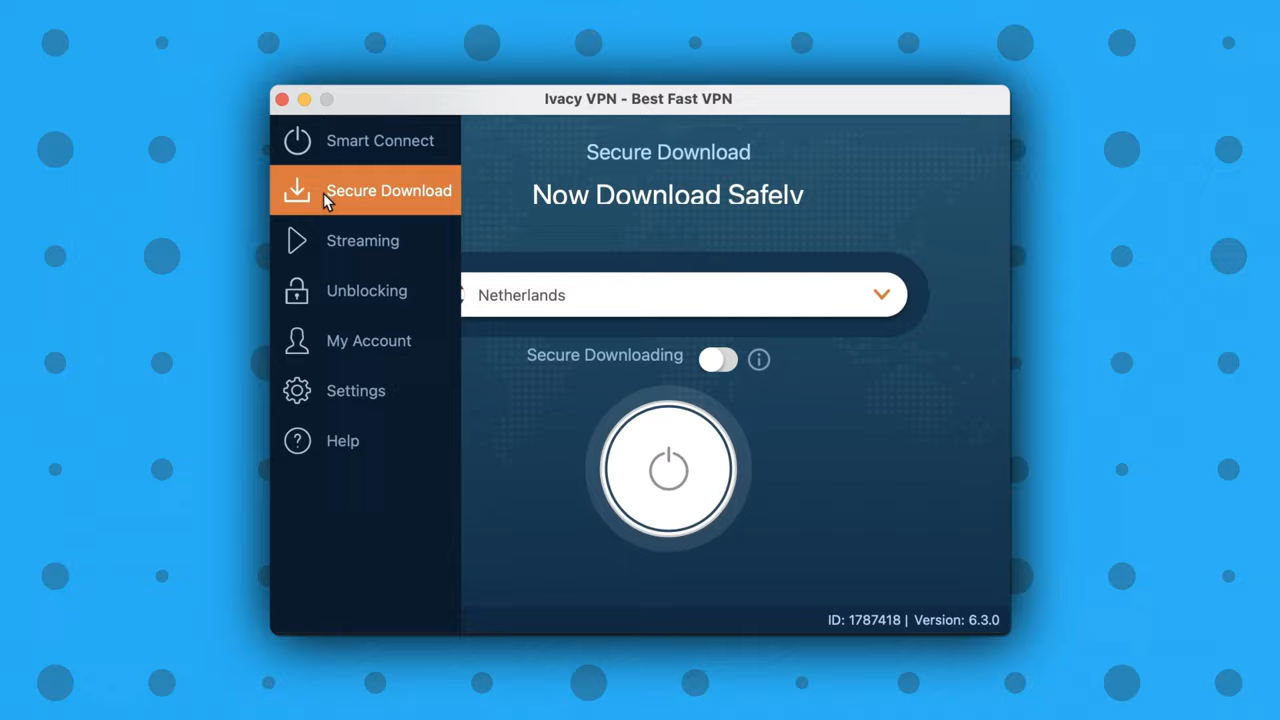 Ivacy VPN - Best Fast VPN
Smart Connect
Secure Download
Streaming
Unblocking
My Account
Settings
Help
Secure Download
Now Download Safely
Netherlands
Secure Downloading
ID: 1787418 | Version: 6.3.0